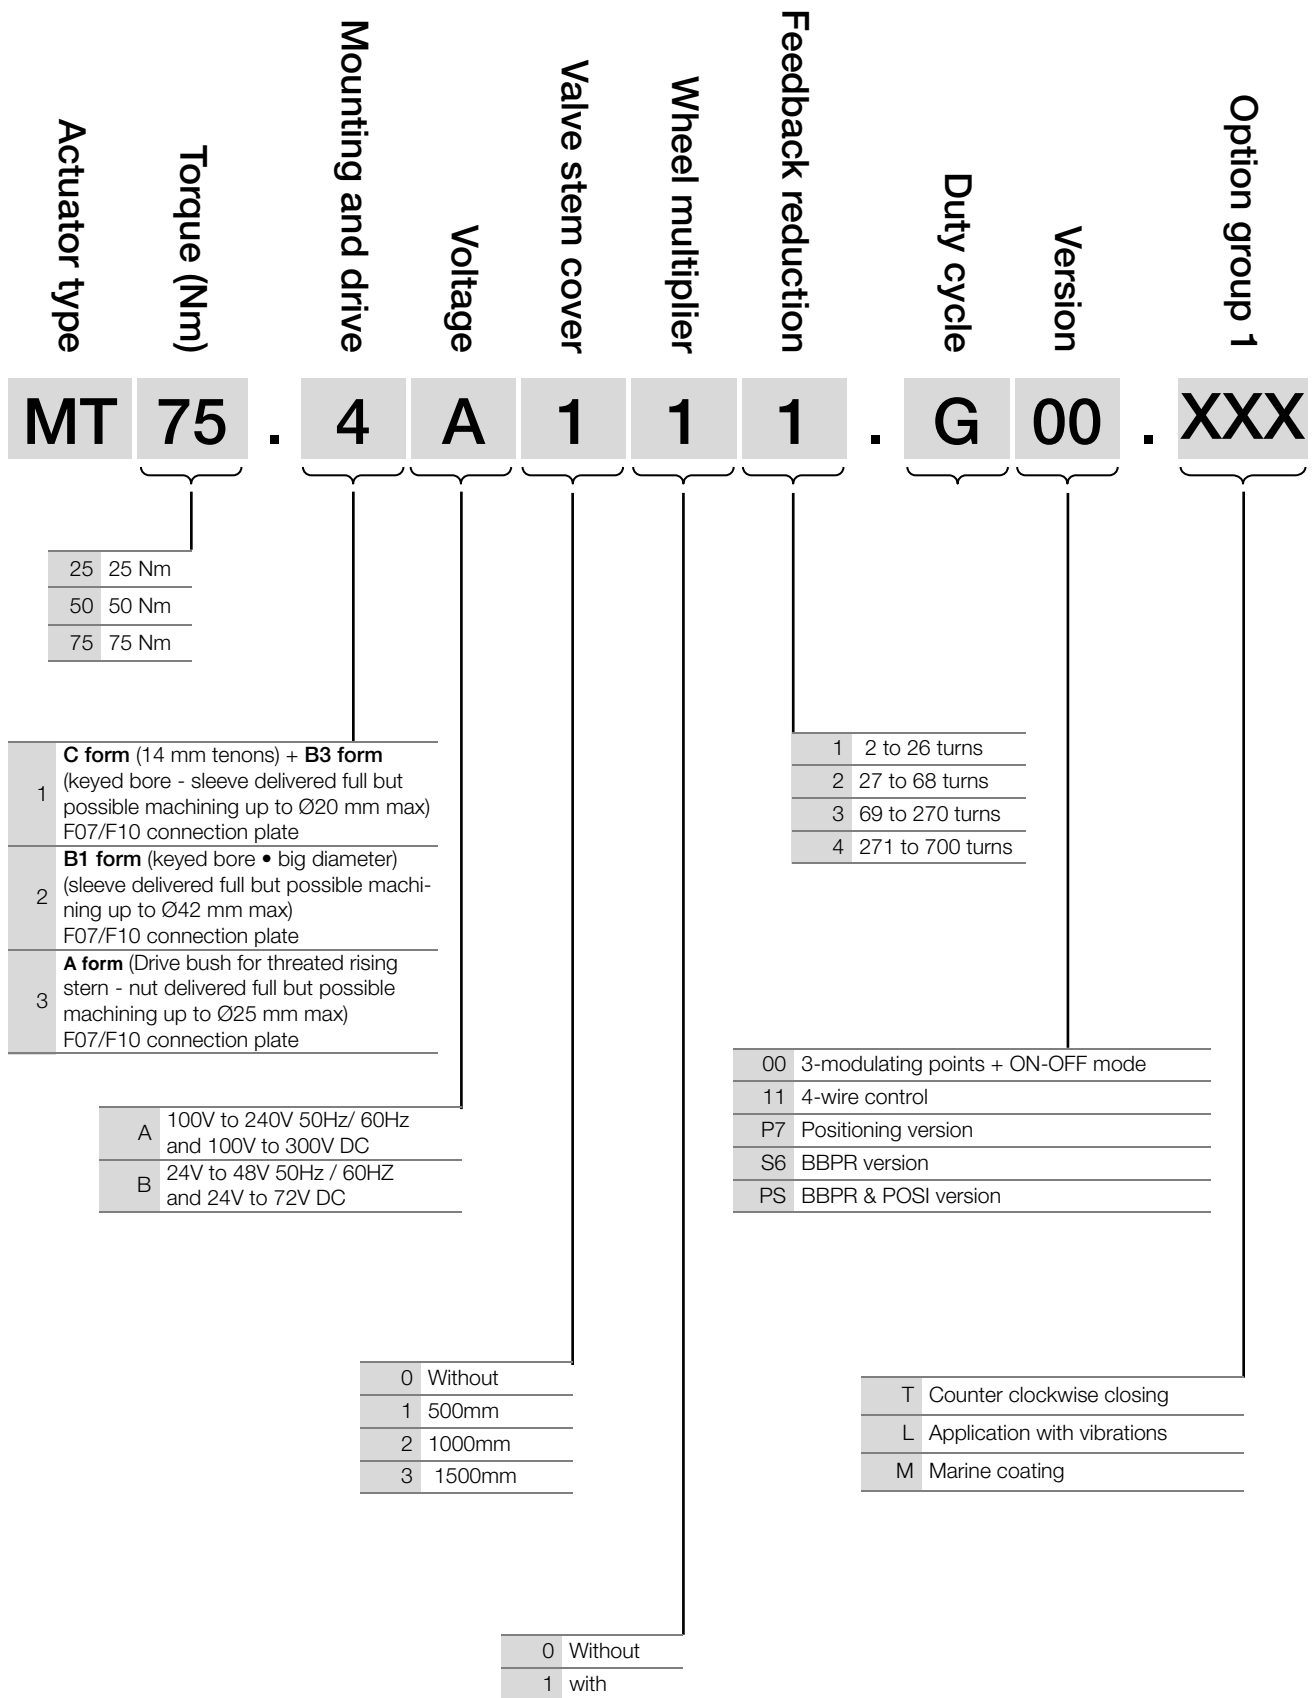 Actuator type
Torque (Nm)
Mounting and drive
Voltage
Valve stem cover
Wheel multiplier
Feedback reduction
Duty cycle
Version
Option group 1
MT 75 . 4 A 1 1 1 . G 00 . XXX
25 25 Nm
50 50 Nm
75 75 Nm
1
C form (14 mm tenons) + B3 form
(keyed bore - sleeve delivered full but
possible machining up to Ø20 mm max)
F07/F10 connection plate
2
B1 form (keyed bore • big diameter)
(sleeve delivered full but possible machi-
ning up to Ø42 mm max)
F07/F10 connection plate
3
A form (Drive bush for threated rising
stern - nut delivered full but possible
machining up to Ø25 mm max)
F07/F10 connection plate
1 2 to 26 turns
2 27 to 68 turns
3 69 to 270 turns
4 271 to 700 turns
A
100V to 240V 50Hz/ 60Hz
and 100V to 300V DC
B
24V to 48V 50Hz / 60HZ
and 24V to 72V DC
00 3-modulating points + ON-OFF mode
11 4-wire control
P7 Positioning version
S6 BBPR version
PS BBPR & POSI version
0 Without
1 500mm
2 1000mm
3 1500mm
T Counter clockwise closing
L Application with vibrations
M Marine coating
0 Without
1 with